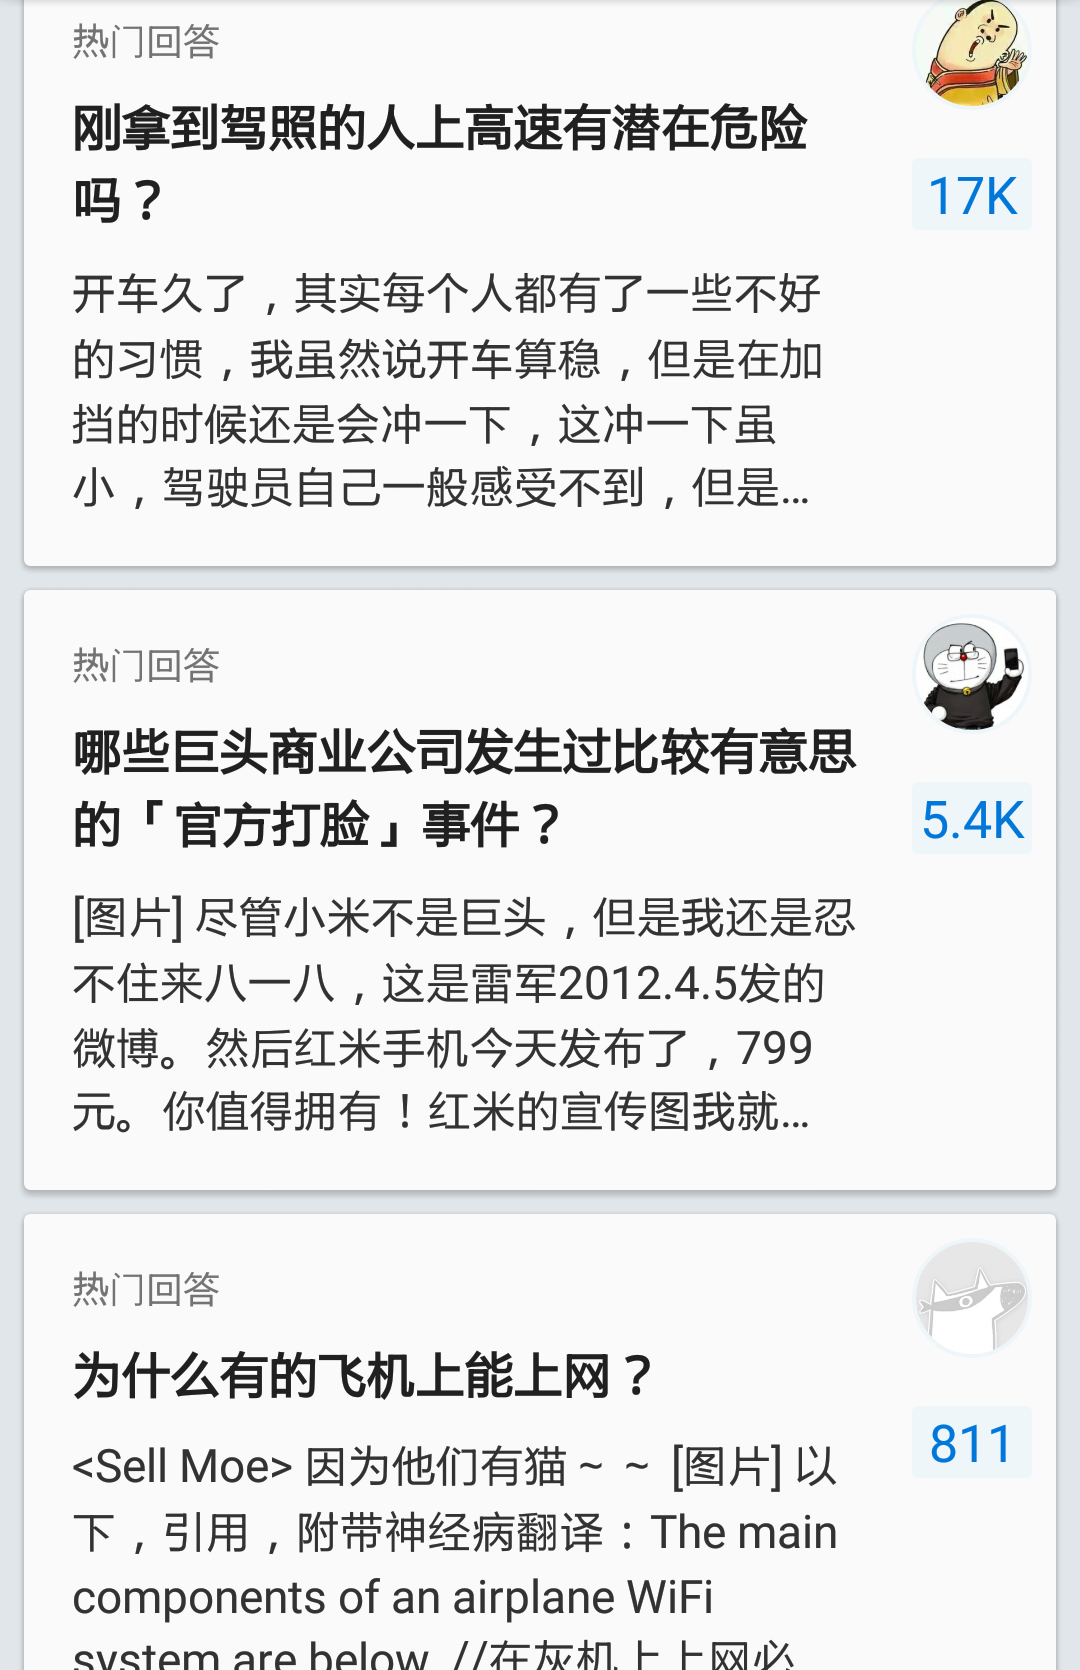 热门回答
刚拿到驾照的人上高速有潜在危险
吗？
17K
开车久了，其实每个人都有了一些不好
的习惯，我虽然说开车算稳，但是在加
挡的时候还是会冲一下，这冲一下虽
小，驾驶员自己一般感受不到，但是...
热门回答
哪些巨头商业公司发生过比较有意思
的「官方打脸」事件？
5.4K
[图片] 尽管小米不是巨头，但是我还是忍
不住来八一八，这是雷军2012.4.5发的
微博。然后红米手机今天发布了，799
元。你值得拥有！红米的宣传图我就...
热门回答
为什么有的飞机上能上网？
811
<Sell Moe> 因为他们有猫～～ [图片] 以
下，引用，附带神经病翻译：The main
components of an airplane WiFi
system are below. //在灰机上上网必